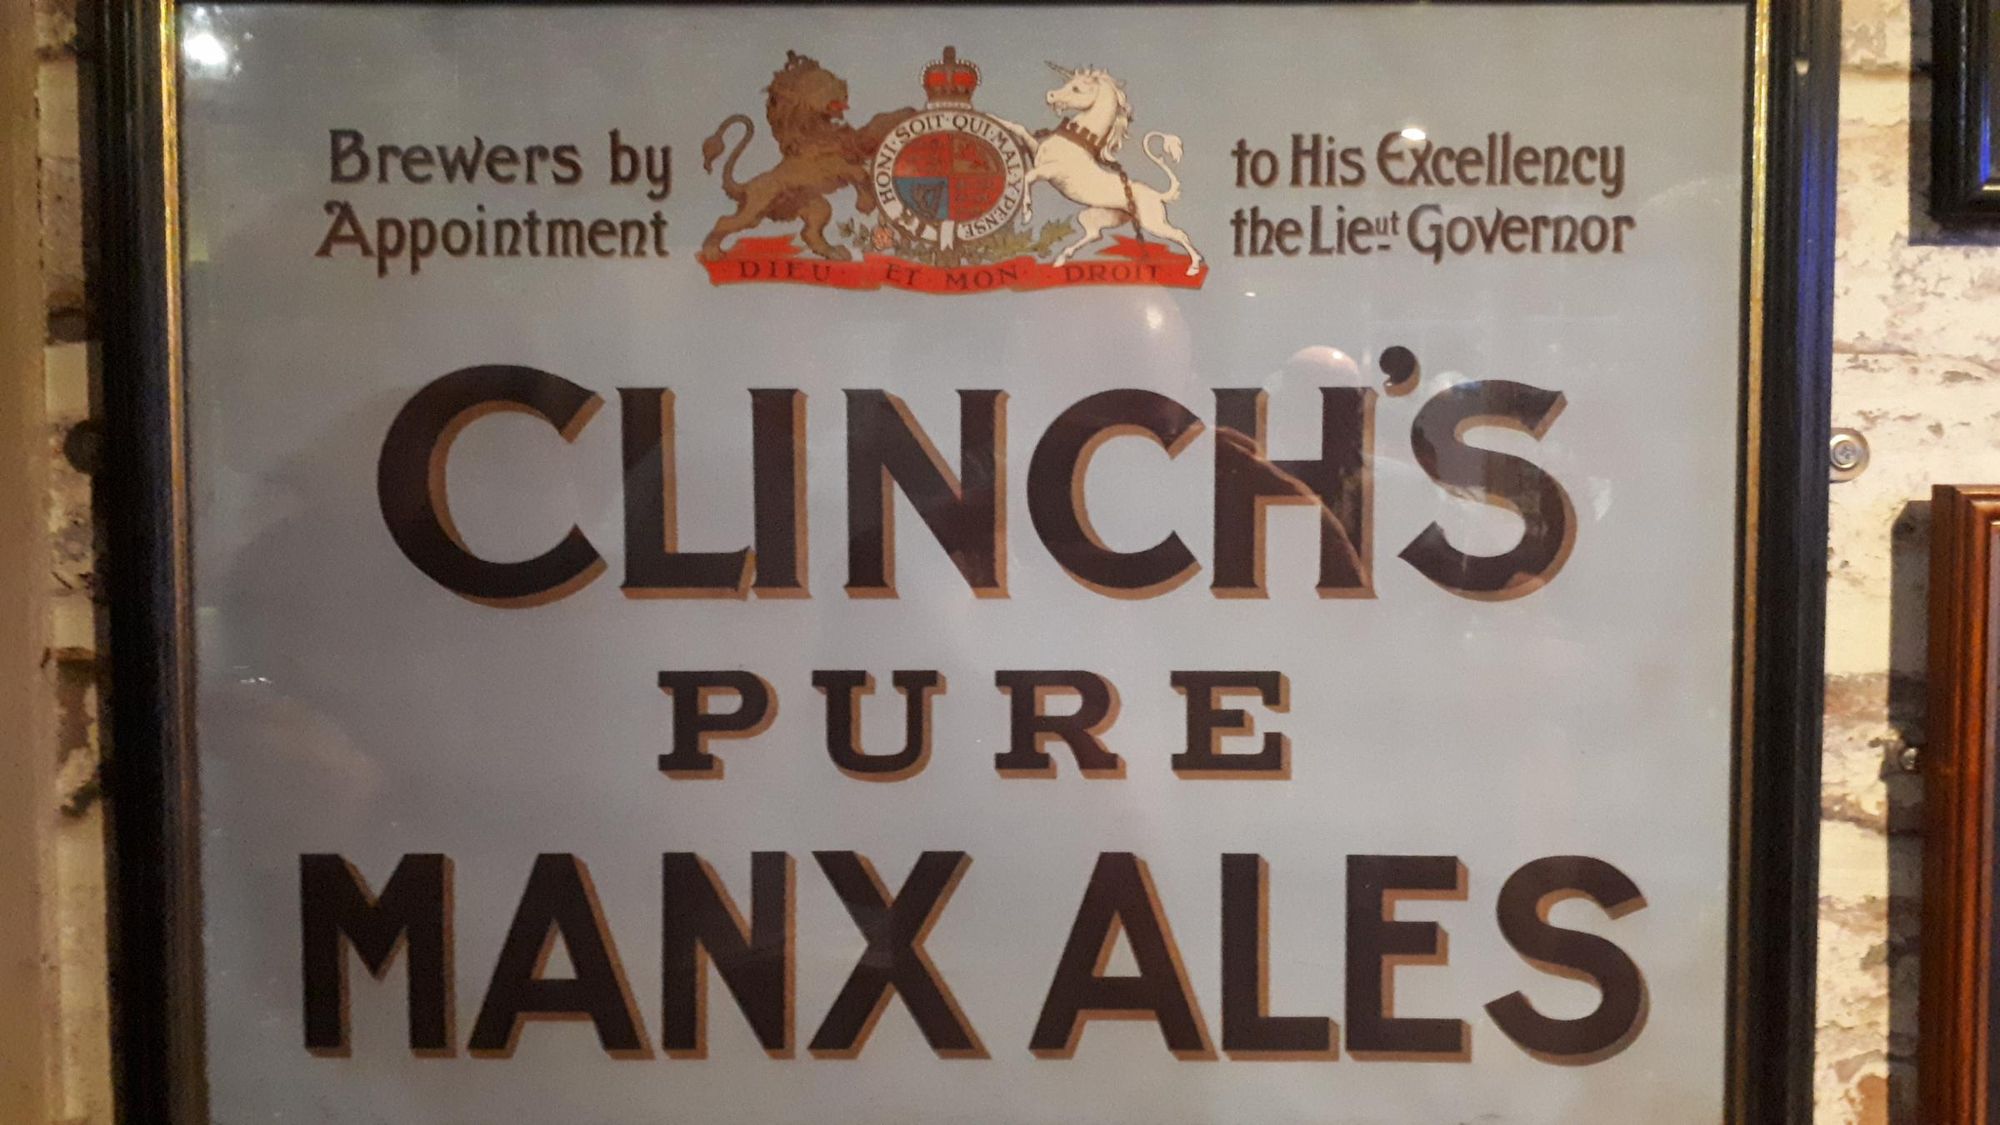 Brewers by
Appointment
HONI·SOIT·QUI·MAL·Y·PENSE
DIEU · ET · MON · DROIT
to His Excellency
the Lieut Governor
CLINCH'S
PURE
MANX ALES